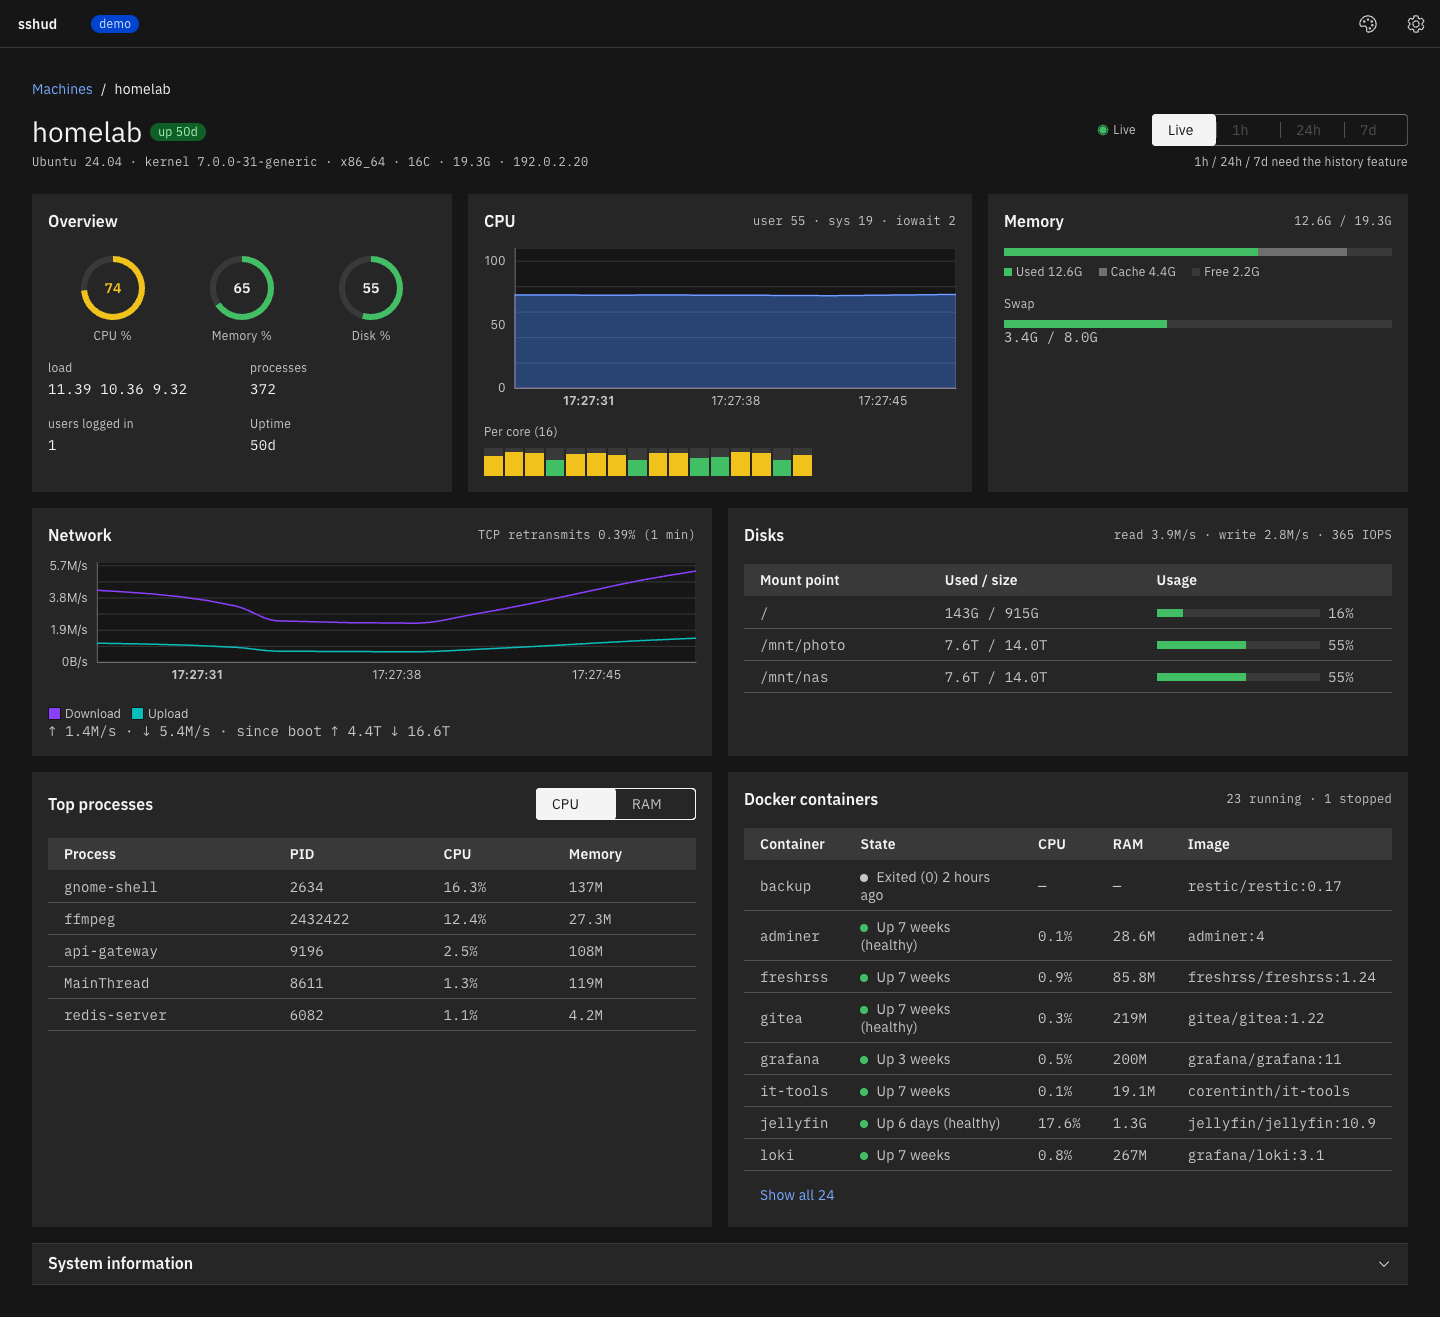 sshud demo
Machines / homelab
homelab up 50d
Live Live 1h 24h 7d
Ubuntu 24.04 · kernel 7.0.0-31-generic · x86_64 · 16C · 19.3G · 192.0.2.20
1h / 24h / 7d need the history feature
Overview
74 65 55
CPU % Memory % Disk %
load processes
11.39 10.36 9.32 372
users logged in Uptime
1 50d
CPU user 55 · sys 19 · iowait 2
100
50
0
17:27:31 17:27:38 17:27:45
Per core (16)
Memory 12.6G / 19.3G
Used 12.6G Cache 4.4G Free 2.2G
Swap
3.4G / 8.0G
Network TCP retransmits 0.39% (1 min)
5.7M/s
3.8M/s
1.9M/s
0B/s
17:27:31 17:27:38 17:27:45
Download Upload
↑ 1.4M/s · ↓ 5.4M/s · since boot ↑ 4.4T ↓ 16.6T
Disks read 3.9M/s · write 2.8M/s · 365 IOPS
Mount point Used / size Usage
/ 143G / 915G 16%
/mnt/photo 7.6T / 14.0T 55%
/mnt/nas 7.6T / 14.0T 55%
Top processes CPU RAM
Process PID CPU Memory
gnome-shell 2634 16.3% 137M
ffmpeg 2432422 12.4% 27.3M
api-gateway 9196 2.5% 108M
MainThread 8611 1.3% 119M
redis-server 6082 1.1% 4.2M
Docker containers 23 running · 1 stopped
Container State CPU RAM Image
backup Exited (0) 2 hours ago – – restic/restic:0.17
adminer Up 7 weeks (healthy) 0.1% 28.6M adminer:4
freshrss Up 7 weeks 0.9% 85.8M freshrss/freshrss:1.24
gitea Up 7 weeks (healthy) 0.3% 219M gitea/gitea:1.22
grafana Up 3 weeks 0.5% 200M grafana/grafana:11
it-tools Up 7 weeks 0.1% 19.1M corentinth/it-tools
jellyfin Up 6 days (healthy) 17.6% 1.3G jellyfin/jellyfin:10.9
loki Up 7 weeks 0.8% 267M grafana/loki:3.1
Show all 24
System information